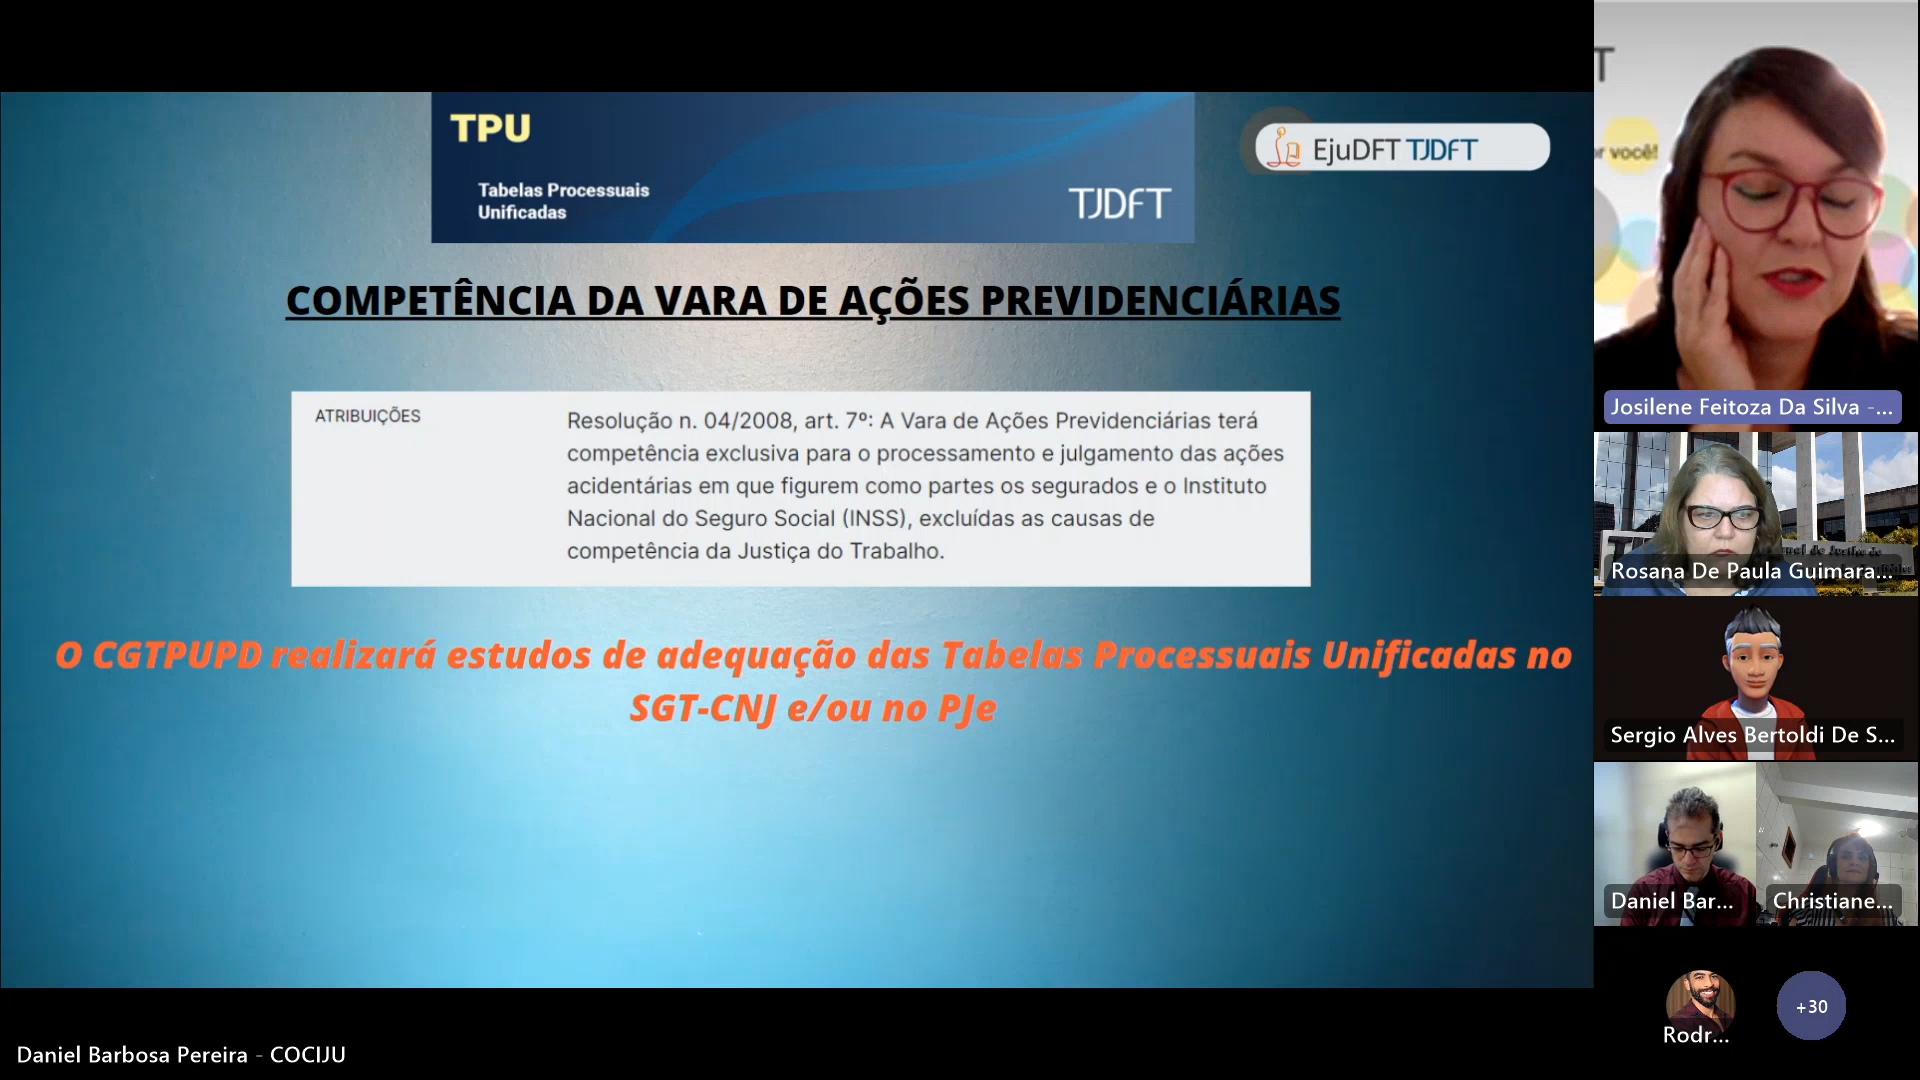 TPU
Tabelas Processuais
Unificadas
TJDFT
EjuDFT TJDFT
COMPETÊNCIA DA VARA DE AÇÕES PREVIDENCIÁRIAS
ATRIBUIÇÕES
Resolução n. 04/2008, art. 7º: A Vara de Ações Previdenciárias terá
competência exclusiva para o processamento e julgamento das ações
acidentárias em que figurem como partes os segurados e o Instituto
Nacional do Seguro Social (INSS), excluídas as causas de
competência da Justiça do Trabalho.
O CGTPUPD realizará estudos de adequação das Tabelas Processuais Unificadas no
SGT-CNJ e/ou no PJe
T
r você!
Josilene Feitoza Da Silva -...
Rosana De Paula Guimara...
Sergio Alves Bertoldi De S...
Daniel Bar...
Christiane...
Rodr...
+30
Daniel Barbosa Pereira - COCIJU